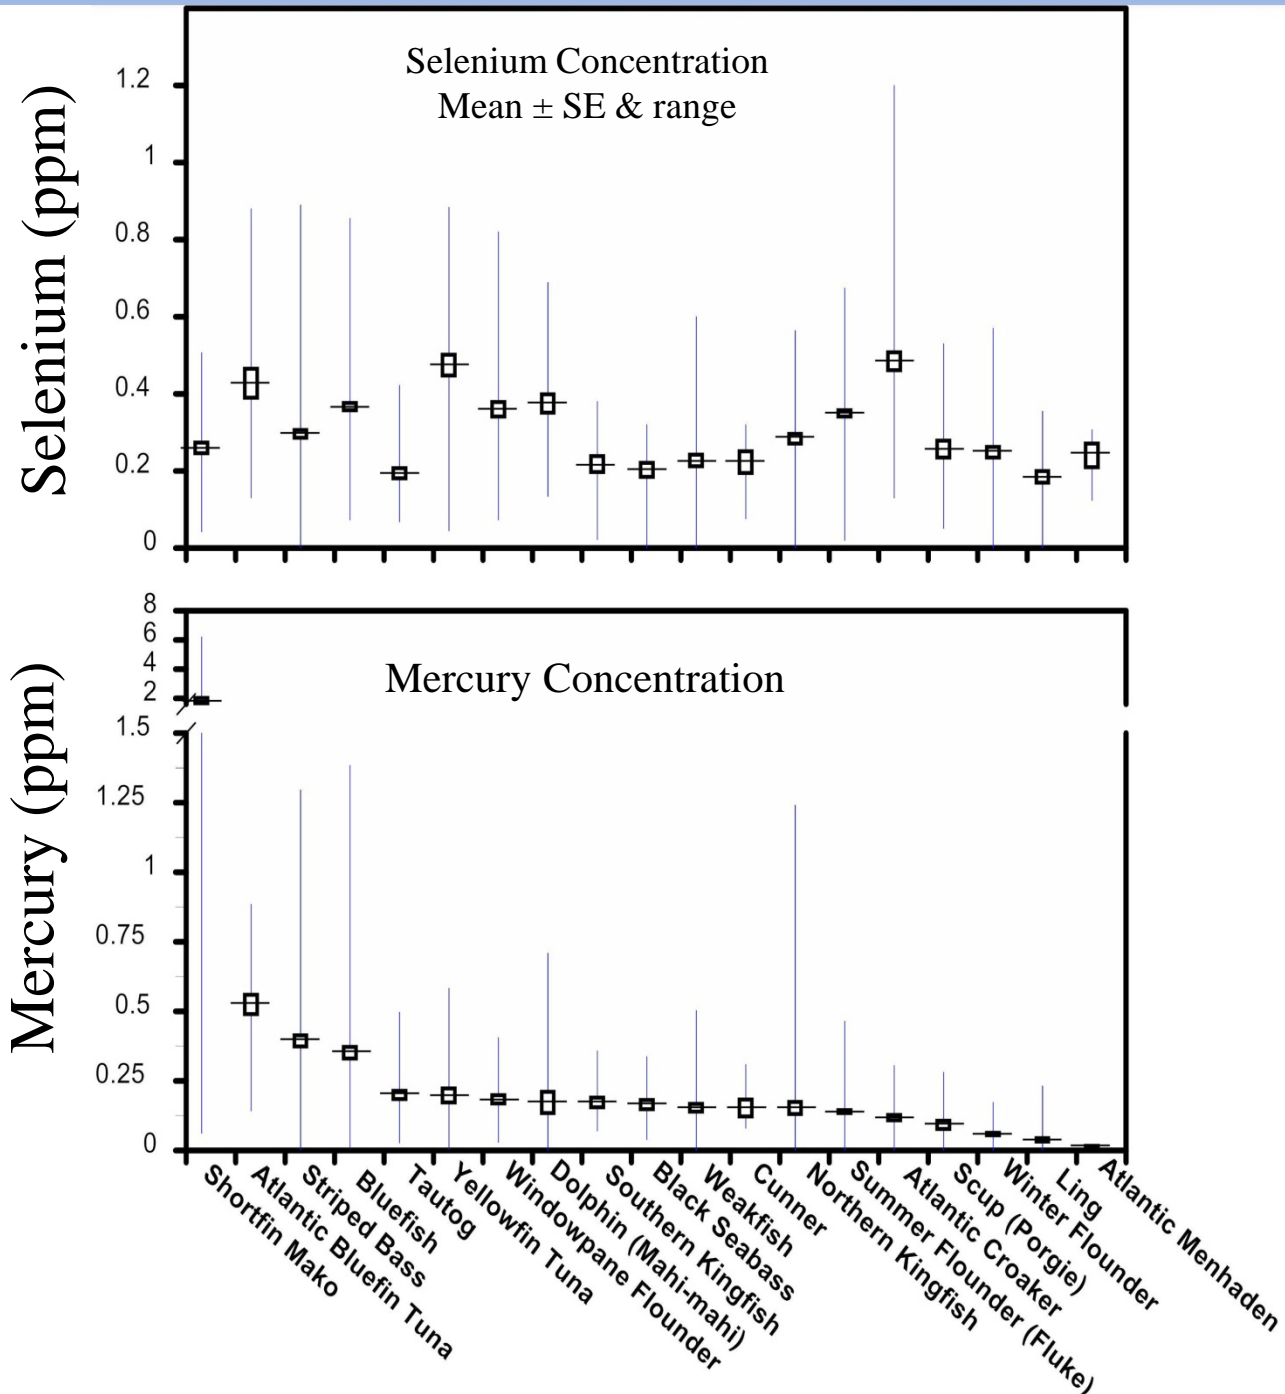 Selenium Concentration
Mean ± SE & range
Selenium (ppm)
1.2
1
0.8
0.6
0.4
0.2
0
Mercury Concentration
Mercury (ppm)
8
6
4
2
1.5
1.25
1
0.75
0.5
0.25
0
Shortfin Mako
Atlantic Bluefin Tuna
Striped Bass
Bluefish
Tautog
Yellowfin Tuna
Windowpane Flounder
Dolphin (Mahi-mahi)
Southern Kingfish
Black Seabass
Weakfish
Cunner
Northern Kingfish
Summer Flounder (Fluke)
Atlantic Croaker
Scup (Porgie)
Winter Flounder
Ling
Atlantic Menhaden